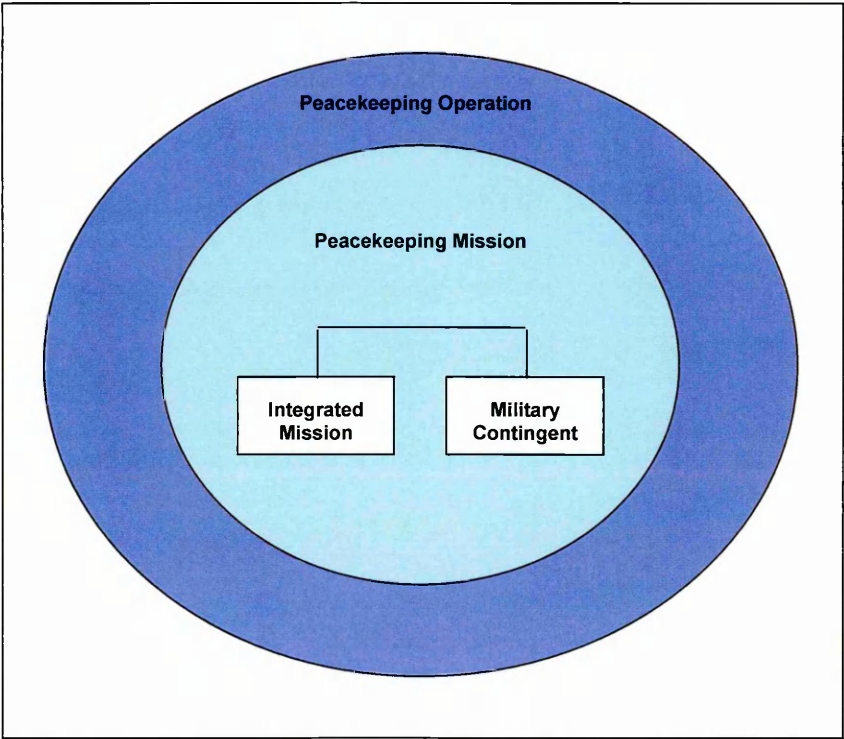 Peacekeeping Operation
Peacekeeping Mission
Integrated
Mission
Military
Contingent